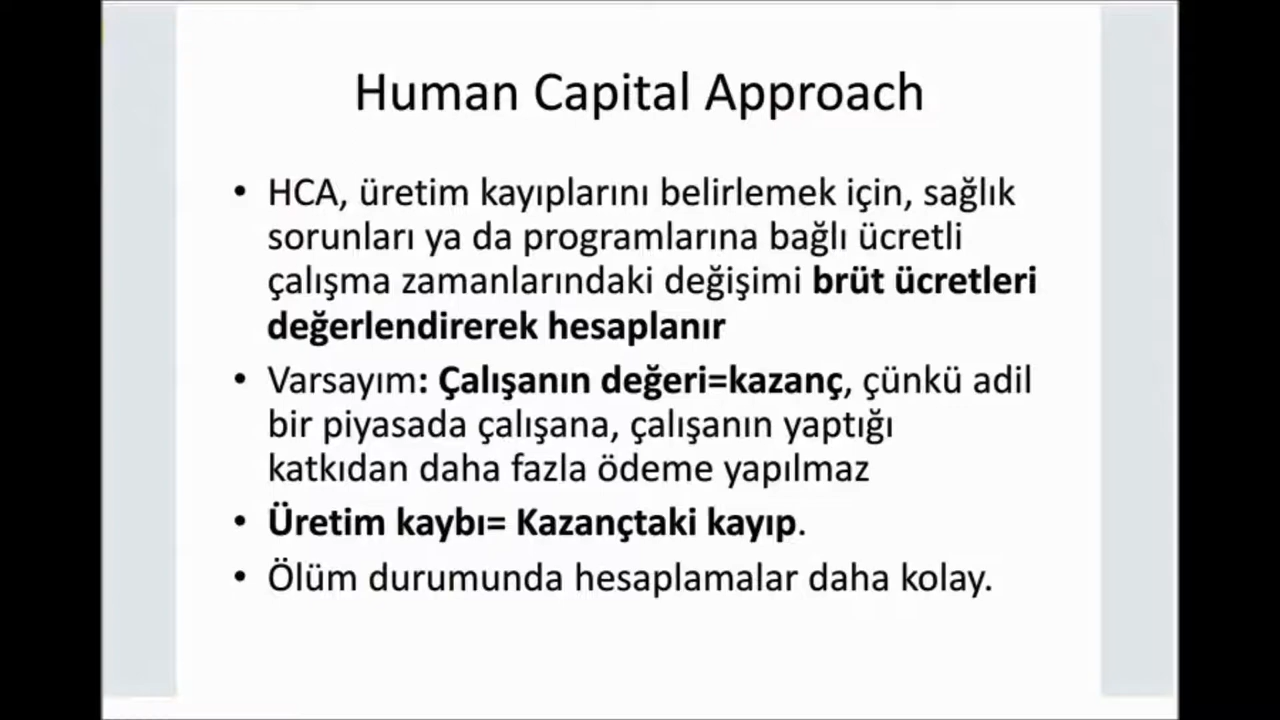 Human Capital Approach
• HCA, üretim kayıplarını belirlemek için, sağlık
sorunları ya da programlarına bağlı ücretli
çalışma zamanlarındaki değişimi brüt ücretleri
değerlendirerek hesaplanır
• Varsayım: Çalışanın değeri=kazanç, çünkü adil
bir piyasada çalışana, çalışanın yaptığı
katkıdan daha fazla ödeme yapılmaz
• Üretim kaybı= Kazançtaki kayıp.
• Ölüm durumunda hesaplamalar daha kolay.